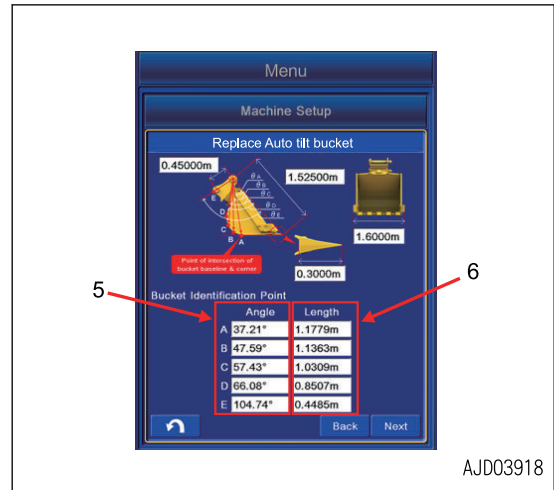 Menu
Machine Setup
Replace Auto tilt bucket
0.45000m
1.52500m
θA
θB
θC
θD
θE
E
D
C
B
A
1.6000m
Point of intersection of
bucket baseline & corner
0.3000m
5
6
Bucket Identification Point
Angle Length
A 37.21° 1.1779m
B 47.59° 1.1363m
C 57.43° 1.0309m
D 66.08° 0.8507m
E 104.74° 0.4485m
Back Next
AJD03918